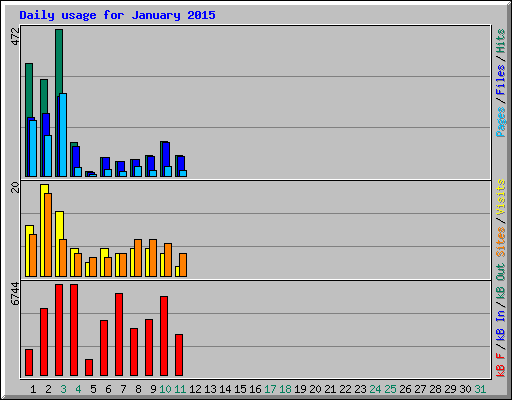 Daily usage for January 2015
472
20
6744
Pages / Files / Hits
Sites / Visits
kB F / kB In / kB Out
1 2 3 4 5 6 7 8 9 10 11 12 13 14 15 16 17 18 19 20 21 22 23 24 25 26 27 28 29 30 31